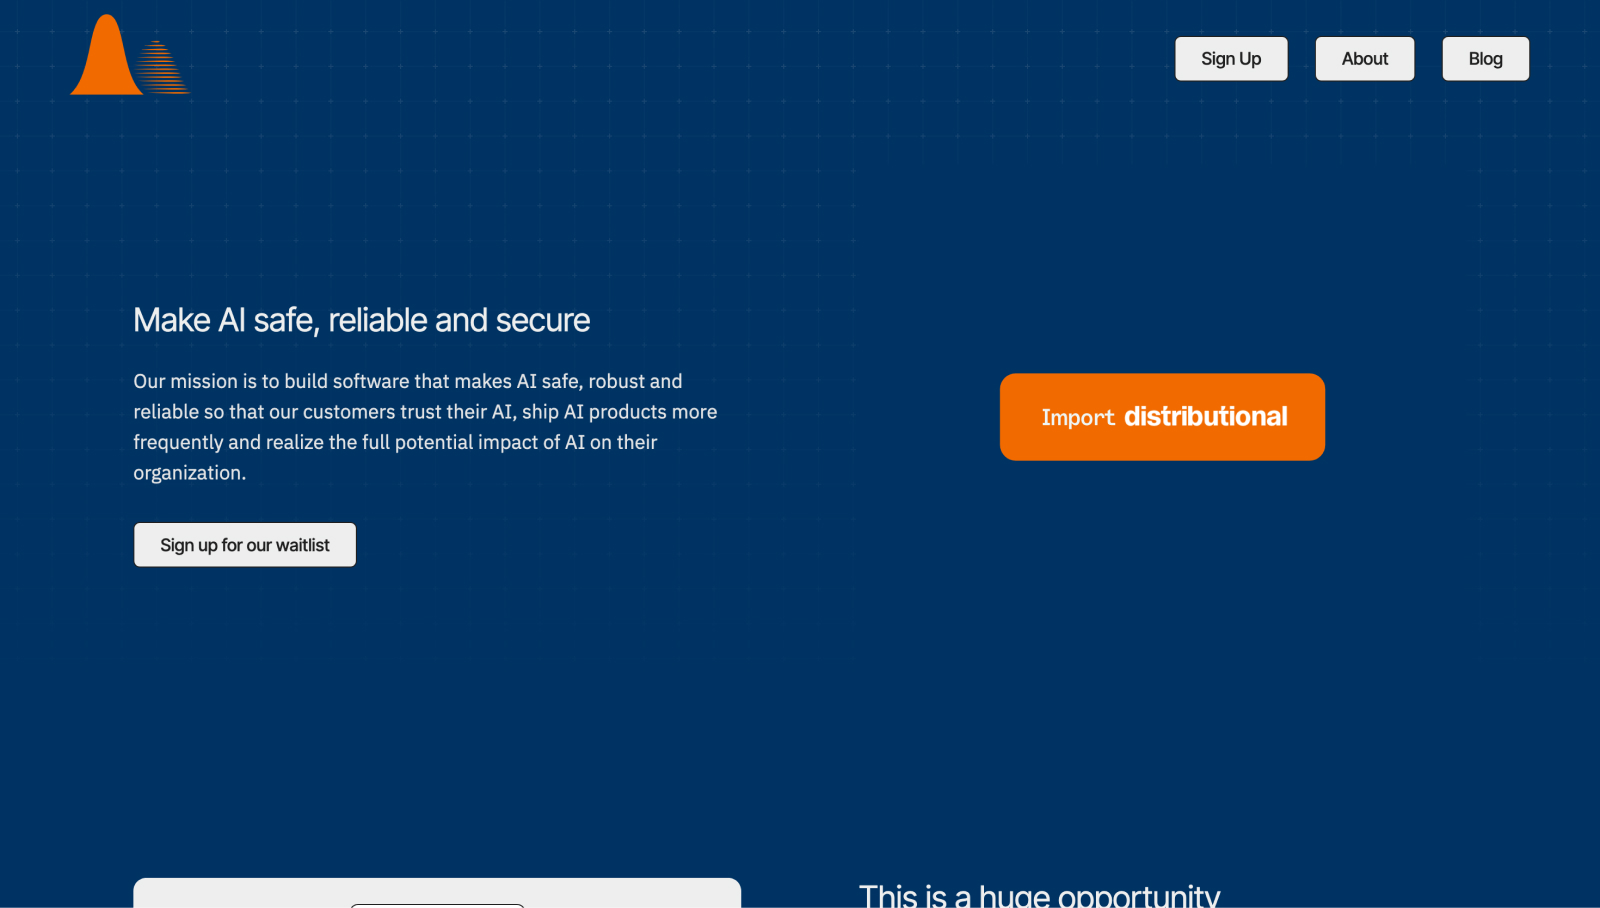 Sign Up
About
Blog
Make AI safe, reliable and secure
Our mission is to build software that makes AI safe, robust and
reliable so that our customers trust their AI, ship AI products more
frequently and realize the full potential impact of AI on their
organization.
Import distributional
Sign up for our waitlist
This is a huge opportunity